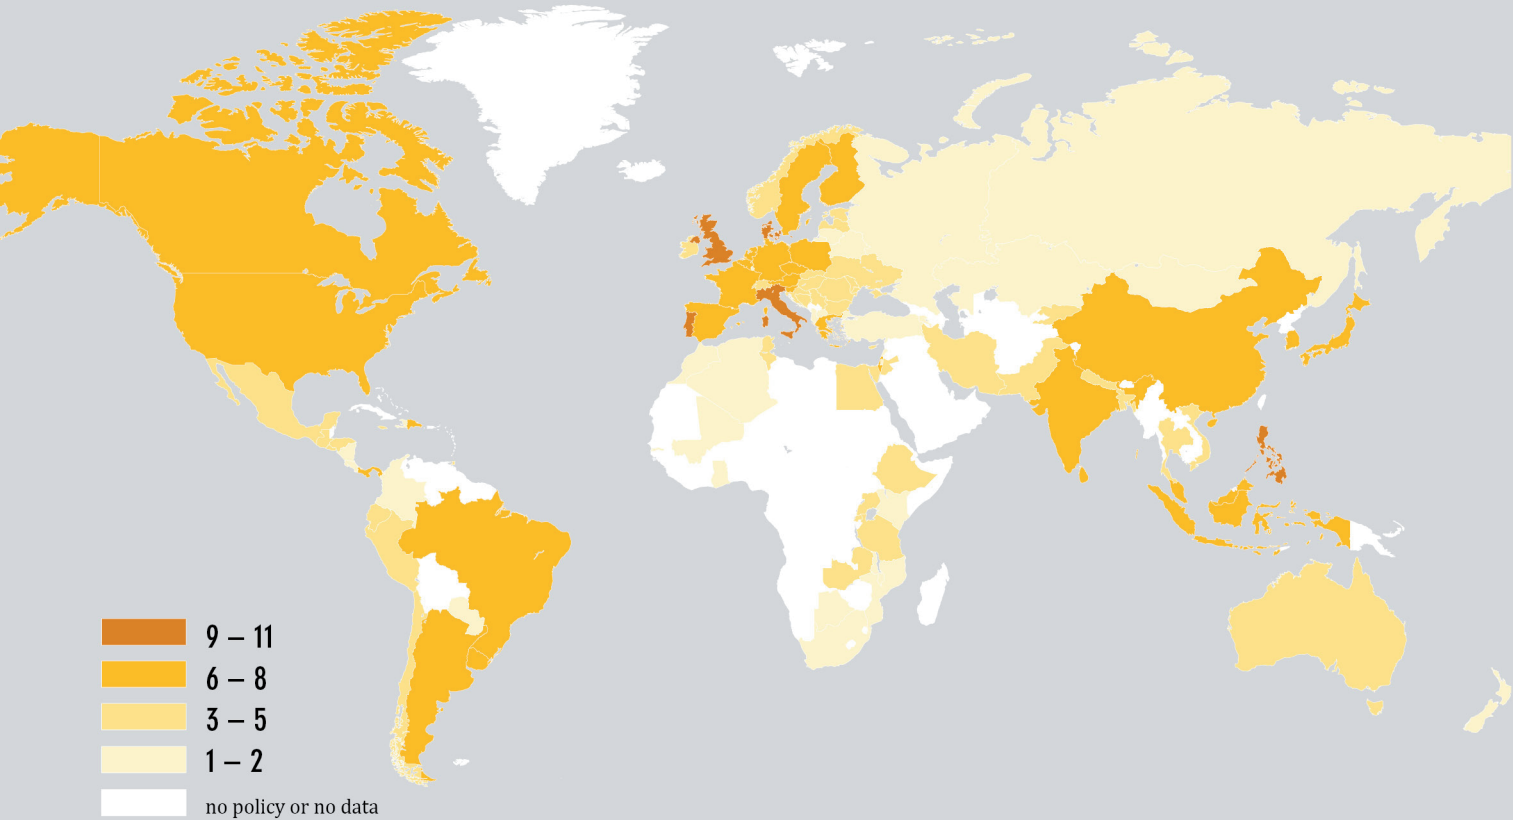 9 – 11
6 – 8
3 – 5
1 – 2
no policy or no data